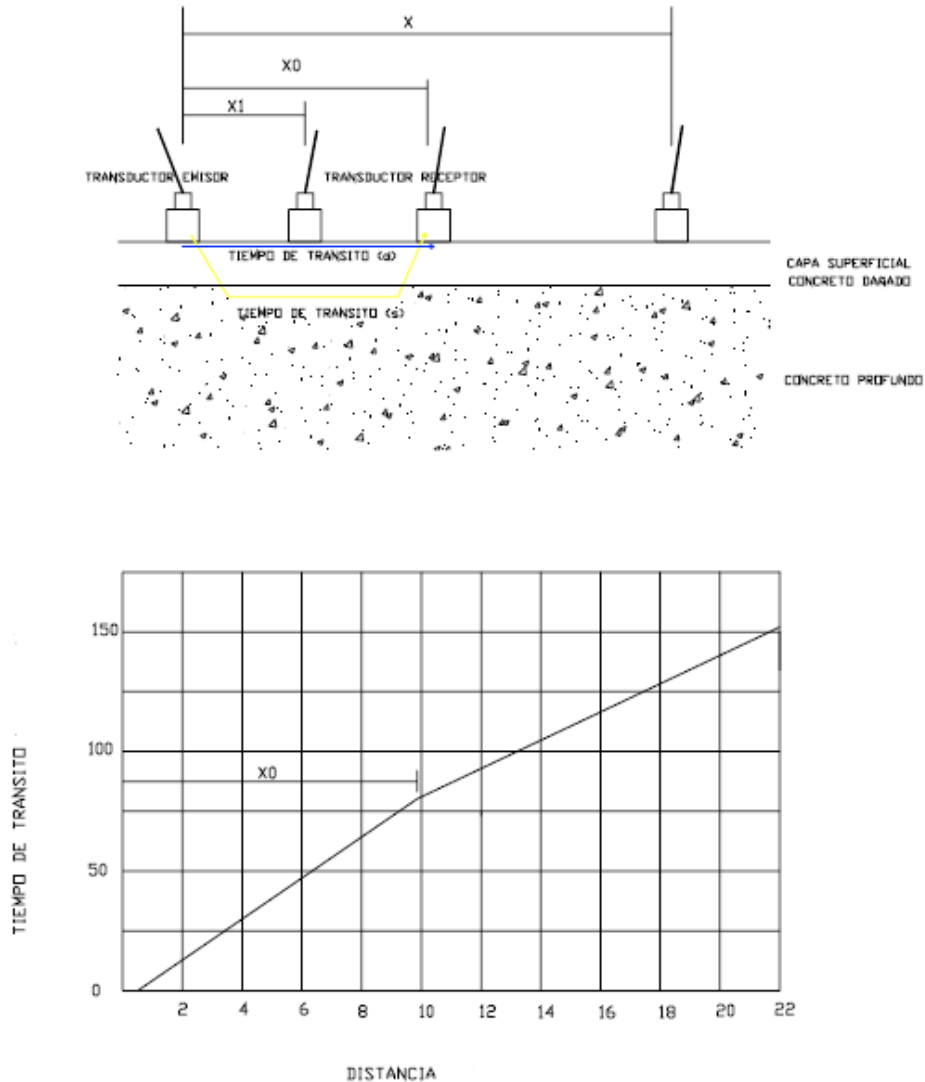 X
X0
X1
TRANSDUCTOR EMISOR TRANSDUCTOR RECEPTOR
TIEMPO DE TRANSITO (d)
CAPA SUPERFICIAL
CONCRETO DAÑADO
TIEMPO DE TRANSITO (s)
CONCRETO PROFUNDO
150
100
X0
50
0
2 4 6 8 10 12 14 16 18 20 22
TIEMPO DE TRANSITO
DISTANCIA